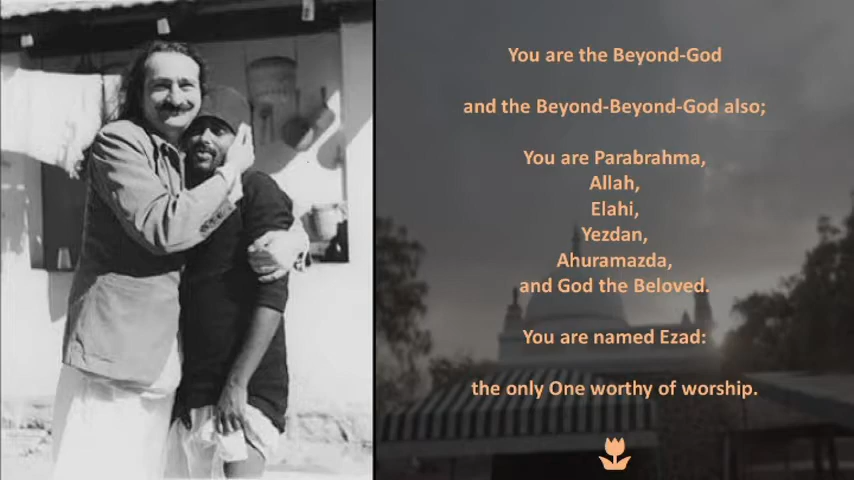 You are the Beyond-God
and the Beyond-Beyond-God also;
You are Parabrahma,
Allah,
Elahi,
Yezdan,
Ahuramazda,
and God the Beloved.
You are named Ezad:
the only One worthy of worship.